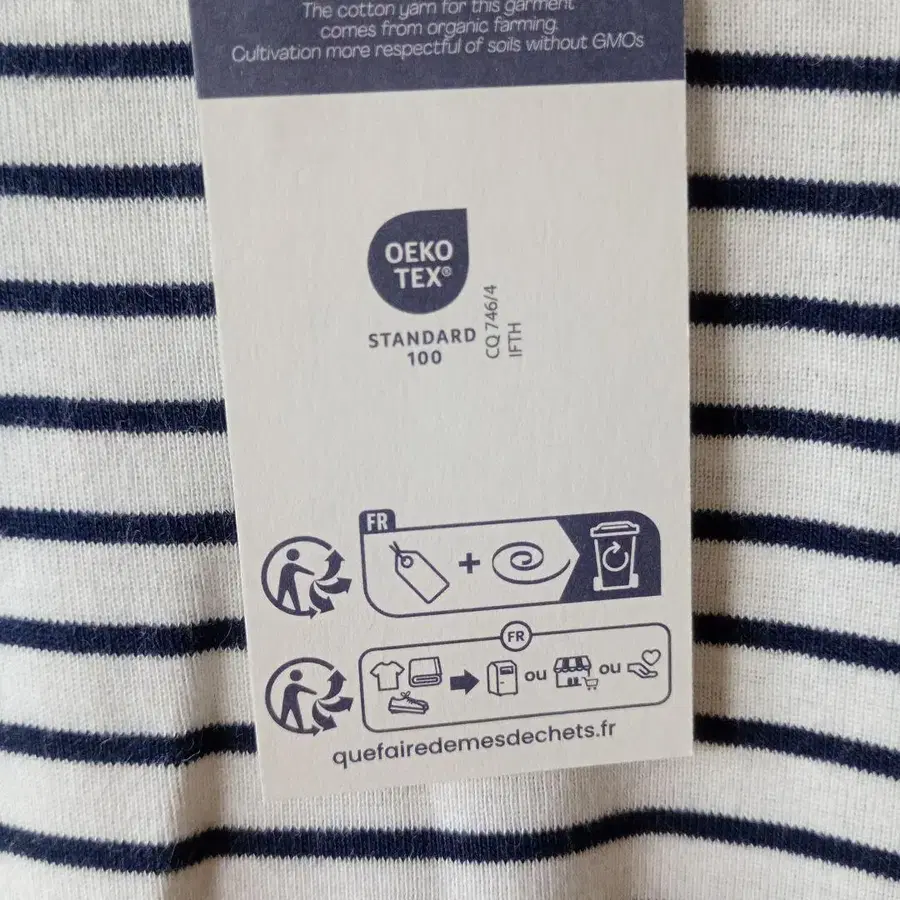 The cotton yarn for this garment
comes from organic farming.
Cultivation more respectful of soils without GMOs
OEKO
TEX®
STANDARD
100
CQ 746/4
IFTH
FR
+
FR
ou
ou
quefairedemesdechets.fr